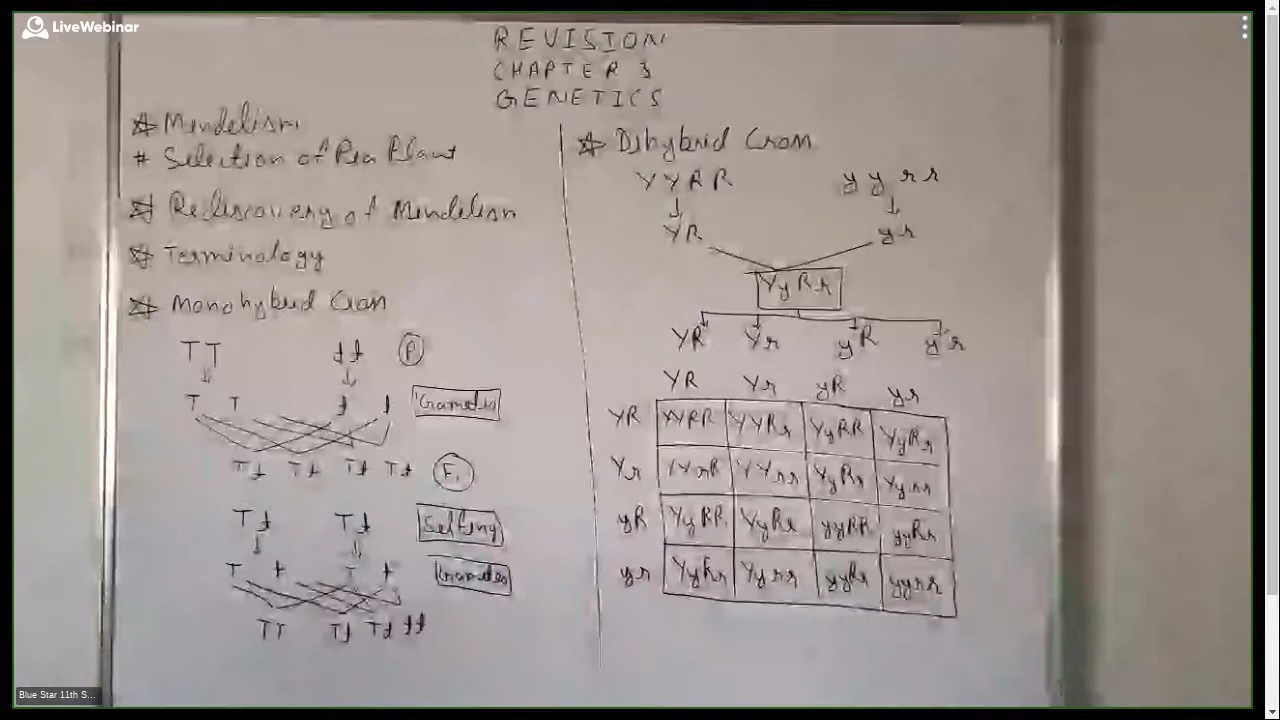 LiveWebinar
REVISION
CHAPTER 3
GENETICS
Mendelism
# Selection of Pea Plant
Rediscovery of Mendelism
Terminology
Monohybrid Cross
TT tt P
T T t t Gametes
Tt Tt Tt Tt F1
Tt Tt Selfing
T t T t Gametes
TT Tt Tt tt
Dihybrid Cross
YYRR yyrr
YR yr
YyRr
YR Yr yR yr
YR Yr yR yr
YR YYRR YYRr YyRR YyRr
Yr YYrR YYrr YyRr Yyrr
yR YyRR YyRr yyRR yyRr
yr YyRr Yyrr yyRr yyrr
Blue Star 11th S...